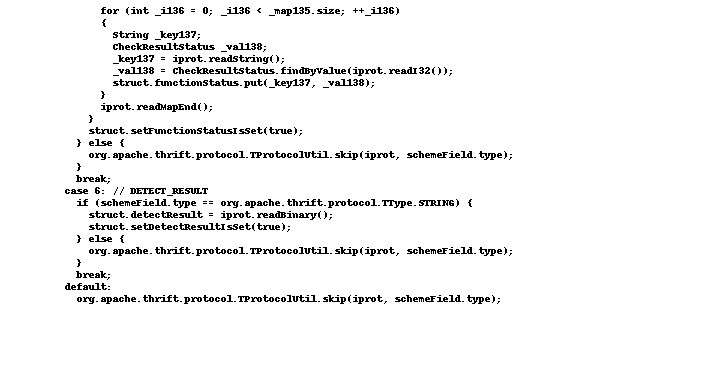 for (int _i136 = 0; _i136 < _map135.size; ++_i136)
{
String _key137;
CheckResultStatus _val138;
_key137 = iprot.readString();
_val138 = CheckResultStatus.findByValue(iprot.readI32());
struct.functionStatus.put(_key137, _val138);
}
iprot.readMapEnd();
}
struct.setFunctionStatusIsSet(true);
} else {
org.apache.thrift.protocol.TProtocolUtil.skip(iprot, schemeField.type);
}
break;
case 6: // DETECT_RESULT
if (schemeField.type == org.apache.thrift.protocol.TType.STRING) {
struct.detectResult = iprot.readBinary();
struct.setDetectResultIsSet(true);
} else {
org.apache.thrift.protocol.TProtocolUtil.skip(iprot, schemeField.type);
}
break;
default:
org.apache.thrift.protocol.TProtocolUtil.skip(iprot, schemeField.type);